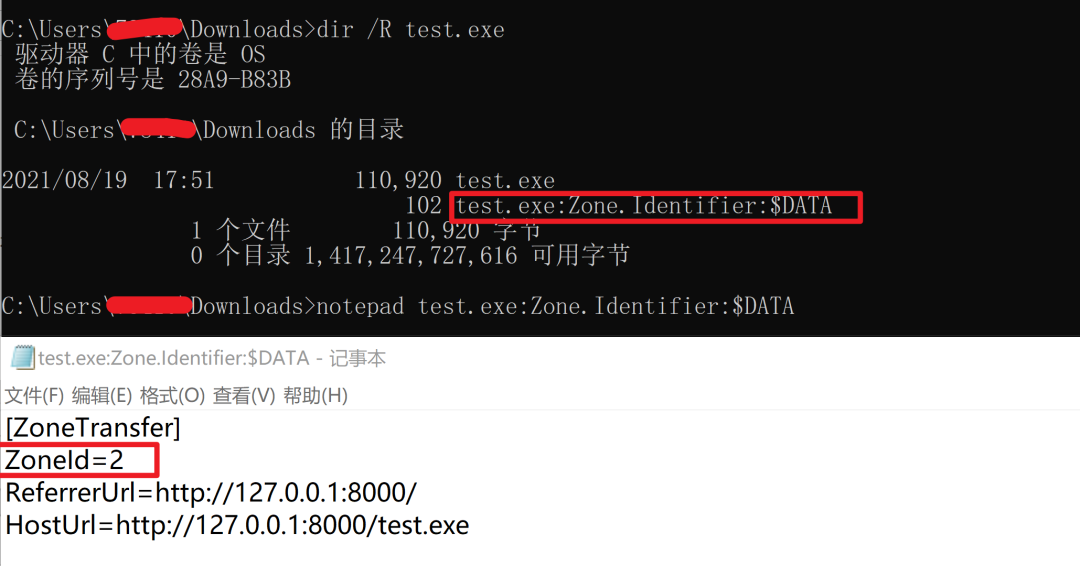 C:\Users\ \Downloads>dir /R test.exe
驱动器 C 中的卷是 OS
卷的序列号是 28A9-B83B
C:\Users\ \Downloads 的目录
2021/08/19 17:51 110,920 test.exe
102 test.exe:Zone.Identifier:$DATA
1 个文件 110,920 字节
0 个目录 1,417,247,727,616 可用字节
C:\Users\ \Downloads>notepad test.exe:Zone.Identifier:$DATA
test.exe:Zone.Identifier:$DATA - 记事本
文件(F) 编辑(E) 格式(O) 查看(V) 帮助(H)
[ZoneTransfer]
ZoneId=2
ReferrerUrl=http://127.0.0.1:8000/
HostUrl=http://127.0.0.1:8000/test.exe